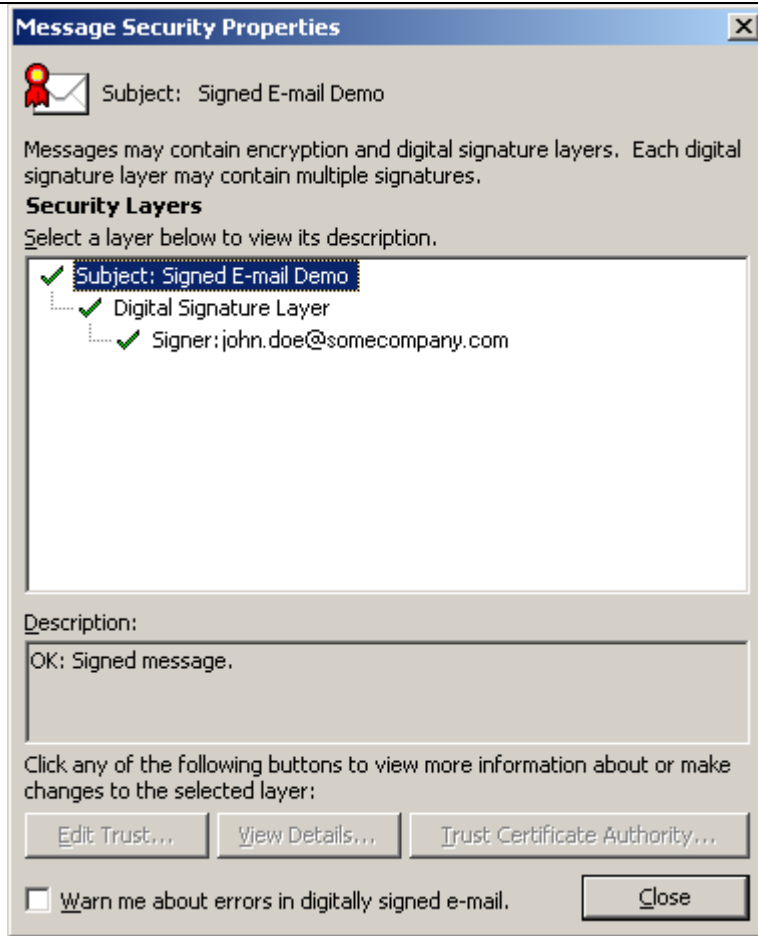 Message Security Properties
Subject: Signed E-mail Demo
Messages may contain encryption and digital signature layers. Each digital
signature layer may contain multiple signatures.
Security Layers
Select a layer below to view its description.
Subject: Signed E-mail Demo
Digital Signature Layer
Signer:john.doe@somecompany.com
Description:
OK: Signed message.
Click any of the following buttons to view more information about or make
changes to the selected layer:
Edit Trust... View Details... Trust Certificate Authority...
Warn me about errors in digitally signed e-mail. Close